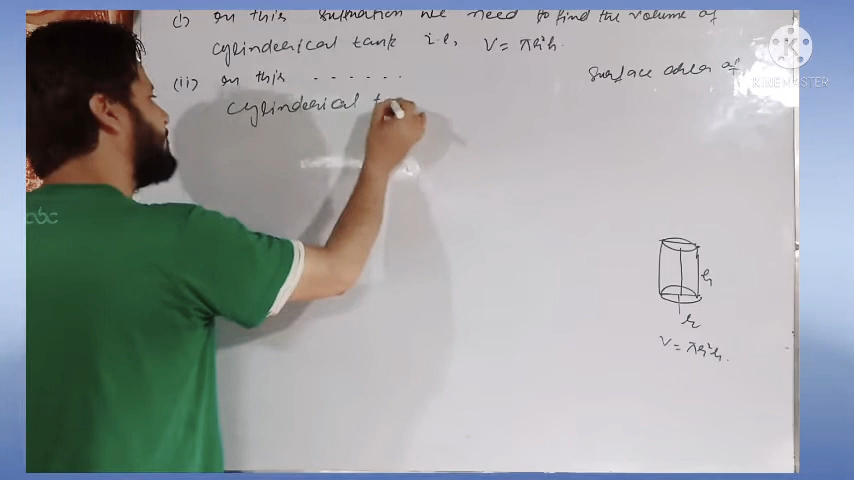 (i) In this situation we need to find the volume of
cylinderical tank i.e, V = πr²h.
(ii) In this - - - - - - surface area of
cylinderical t
h
r
V = πr²h.
abc
K
KINEMASTER